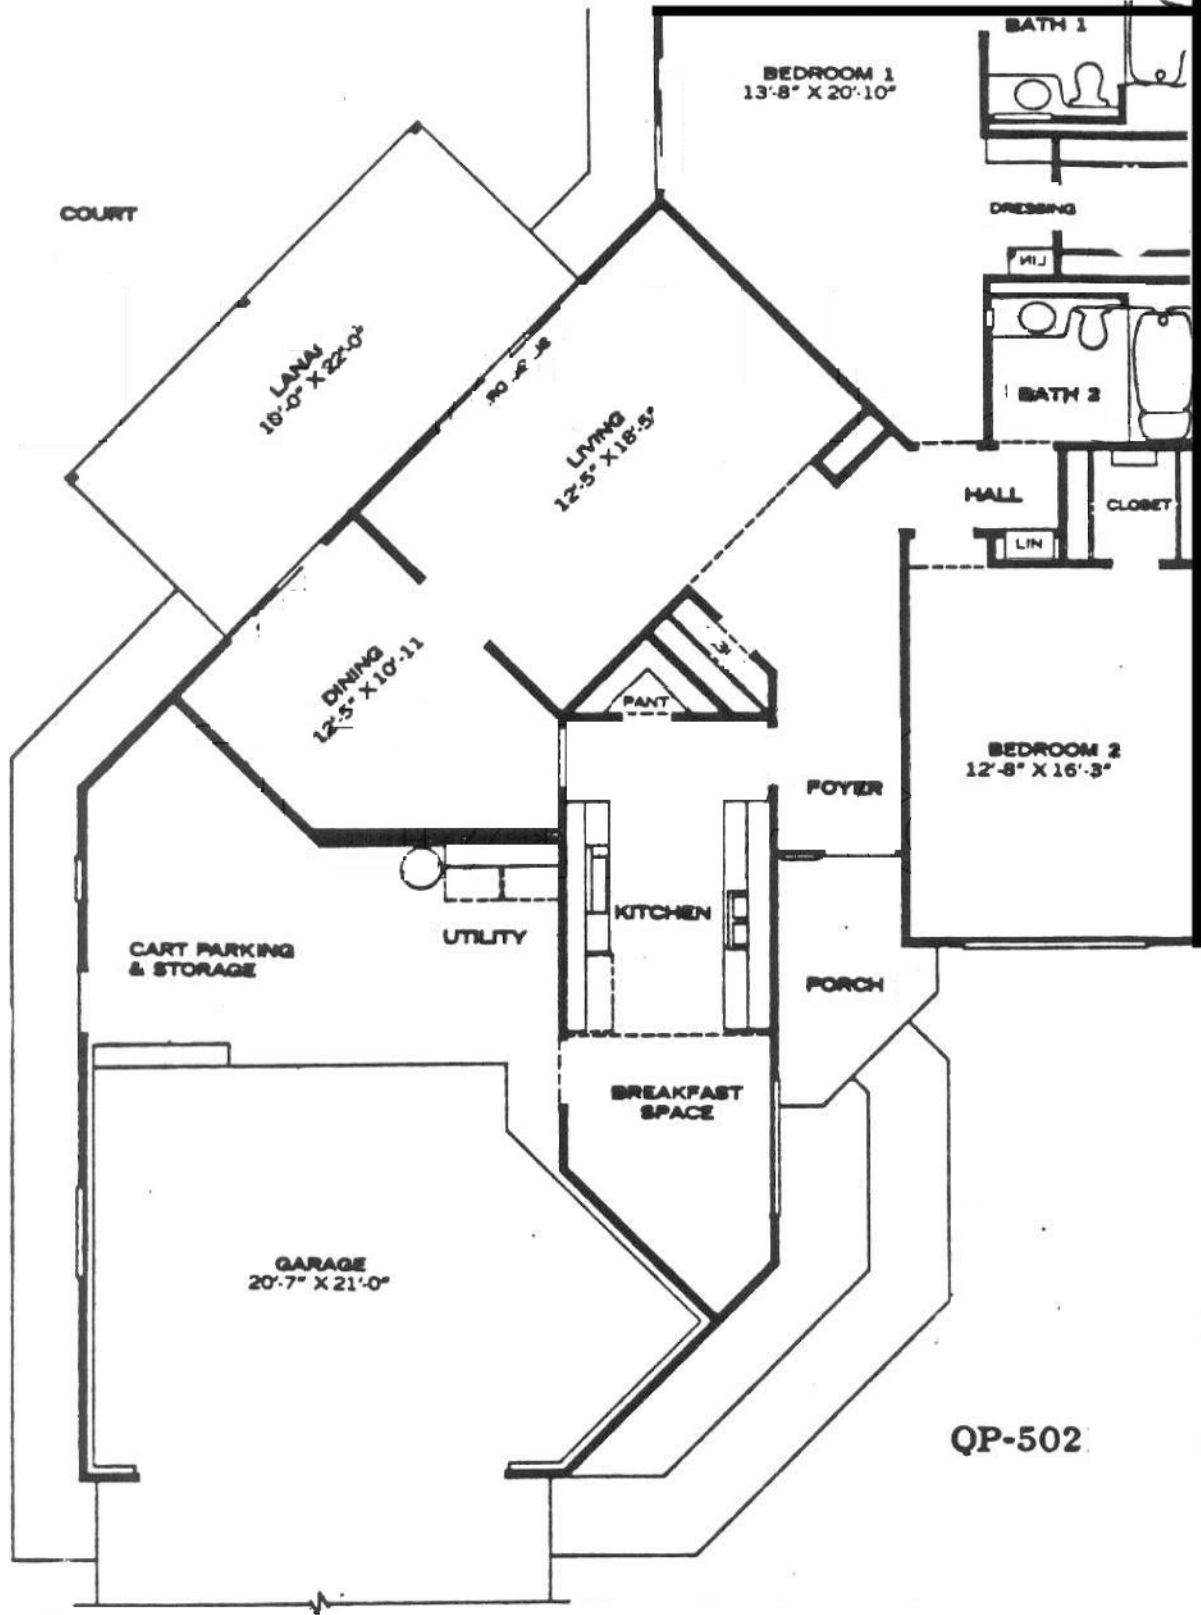 BATH 1
BEDROOM 1
13'-8" X 20'-10"
COURT
DRESSING
LIN
LANAI
10'-0" X 22'-0"
LIVING
12'-5" X 18'-5"
BATH 2
HALL
CLOSET
LIN
DINING
12'-5" X 10'-11
PANT
BEDROOM 2
12'-8" X 16'-3"
FOYER
KITCHEN
UTILITY
CART PARKING
& STORAGE
PORCH
BREAKFAST
SPACE
GARAGE
20'-7" X 21'-0"
QP-502